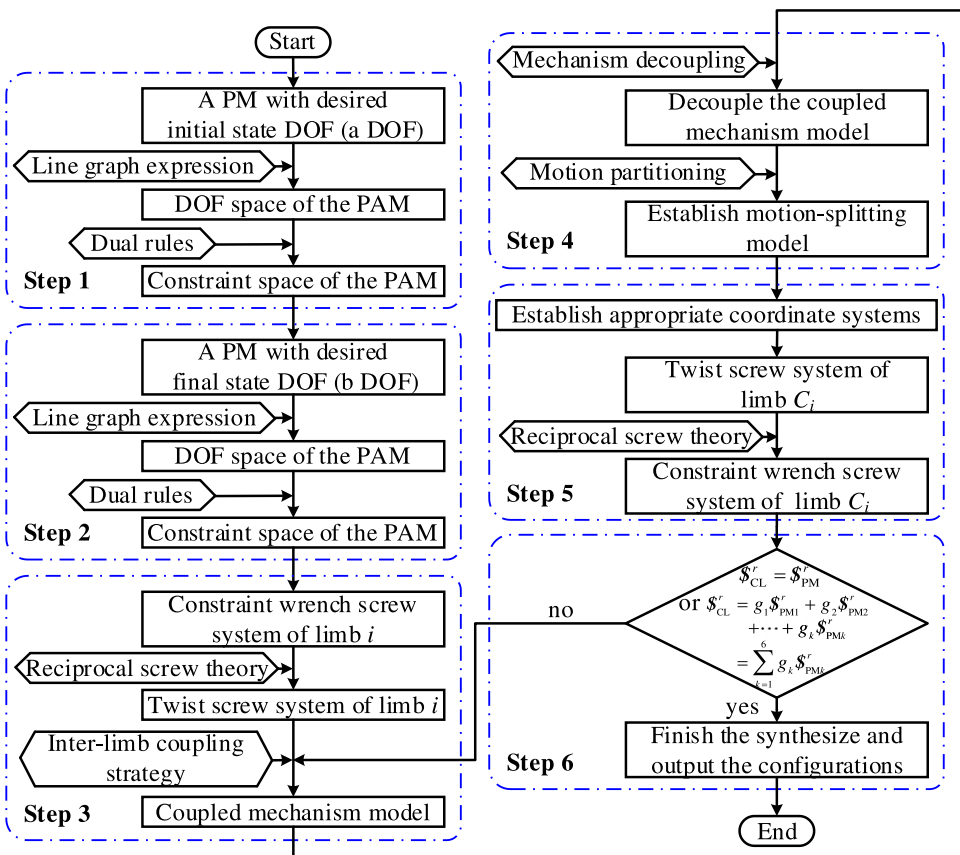 Start
A PM with desired
initial state DOF (a DOF)
Line graph expression
DOF space of the PAM
Dual rules
Step 1
Constraint space of the PAM
A PM with desired
final state DOF (b DOF)
Line graph expression
DOF space of the PAM
Dual rules
Step 2
Constraint space of the PAM
Constraint wrench screw
system of limb i
Reciprocal screw theory
Twist screw system of limb i
Inter-limb coupling
strategy
Step 3
Coupled mechanism model
Mechanism decoupling
Decouple the coupled
mechanism model
Motion partitioning
Establish motion-splitting
model
Step 4
Establish appropriate coordinate systems
Twist screw system of
limb C_i
Reciprocal screw theory
Constraint wrench screw
system of limb C_i
Step 5
$^r_CL = $^r_PM
or $^r_CL = g_1 $^r_PM1 + g_2 $^r_PM2
+⋯+ g_k $^r_PMk
= ∑_{k=1}^{6} g_k $^r_PMk
no
yes
Finish the synthesize and
output the configurations
Step 6
End